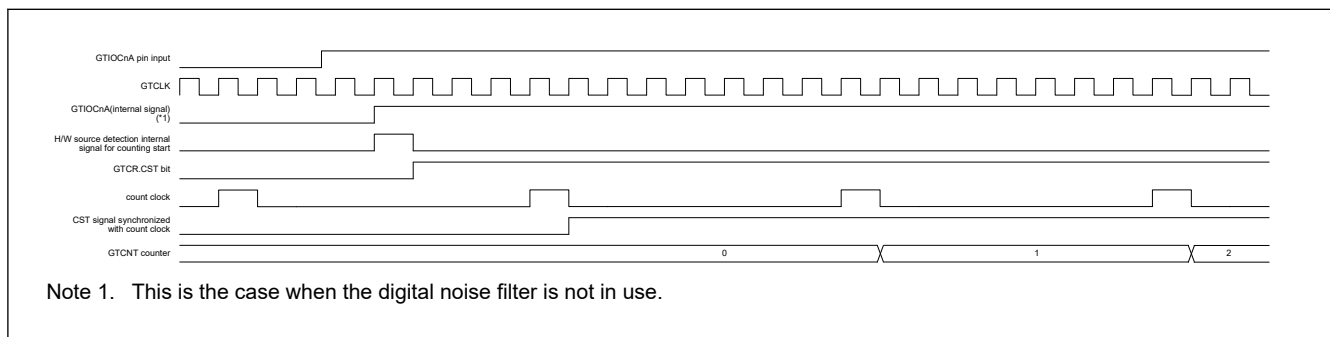 GTIOCnA pin input
GTCLK
GTIOCnA(internal signal)
(*1)
H/W source detection internal
signal for counting start
GTCR.CST bit
count clock
CST signal synchronized
with count clock
GTCNT counter
0
1
2
Note 1. This is the case when the digital noise filter is not in use.